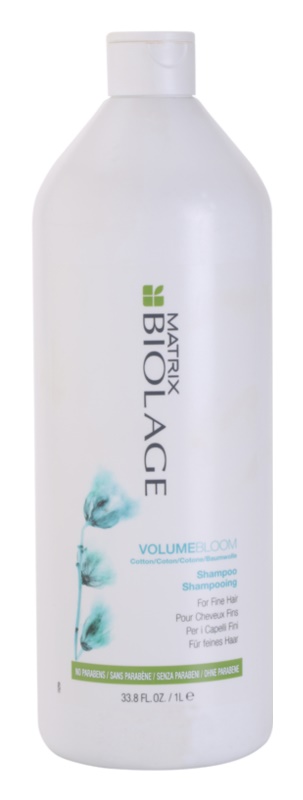 MATRIX
BIOLAGE
VOLUMEBLOOM
Cotton/Coton/Cotone/Baumwolle
Shampoo
Shampooing
For Fine Hair
Pour Cheveux Fins
Per i Capelli Fini
Für feines Haar
NO PARABENS / SANS PARABÈNE / SENZA PARABENI / OHNE PARABENE
33.8 FL. OZ. / 1L e